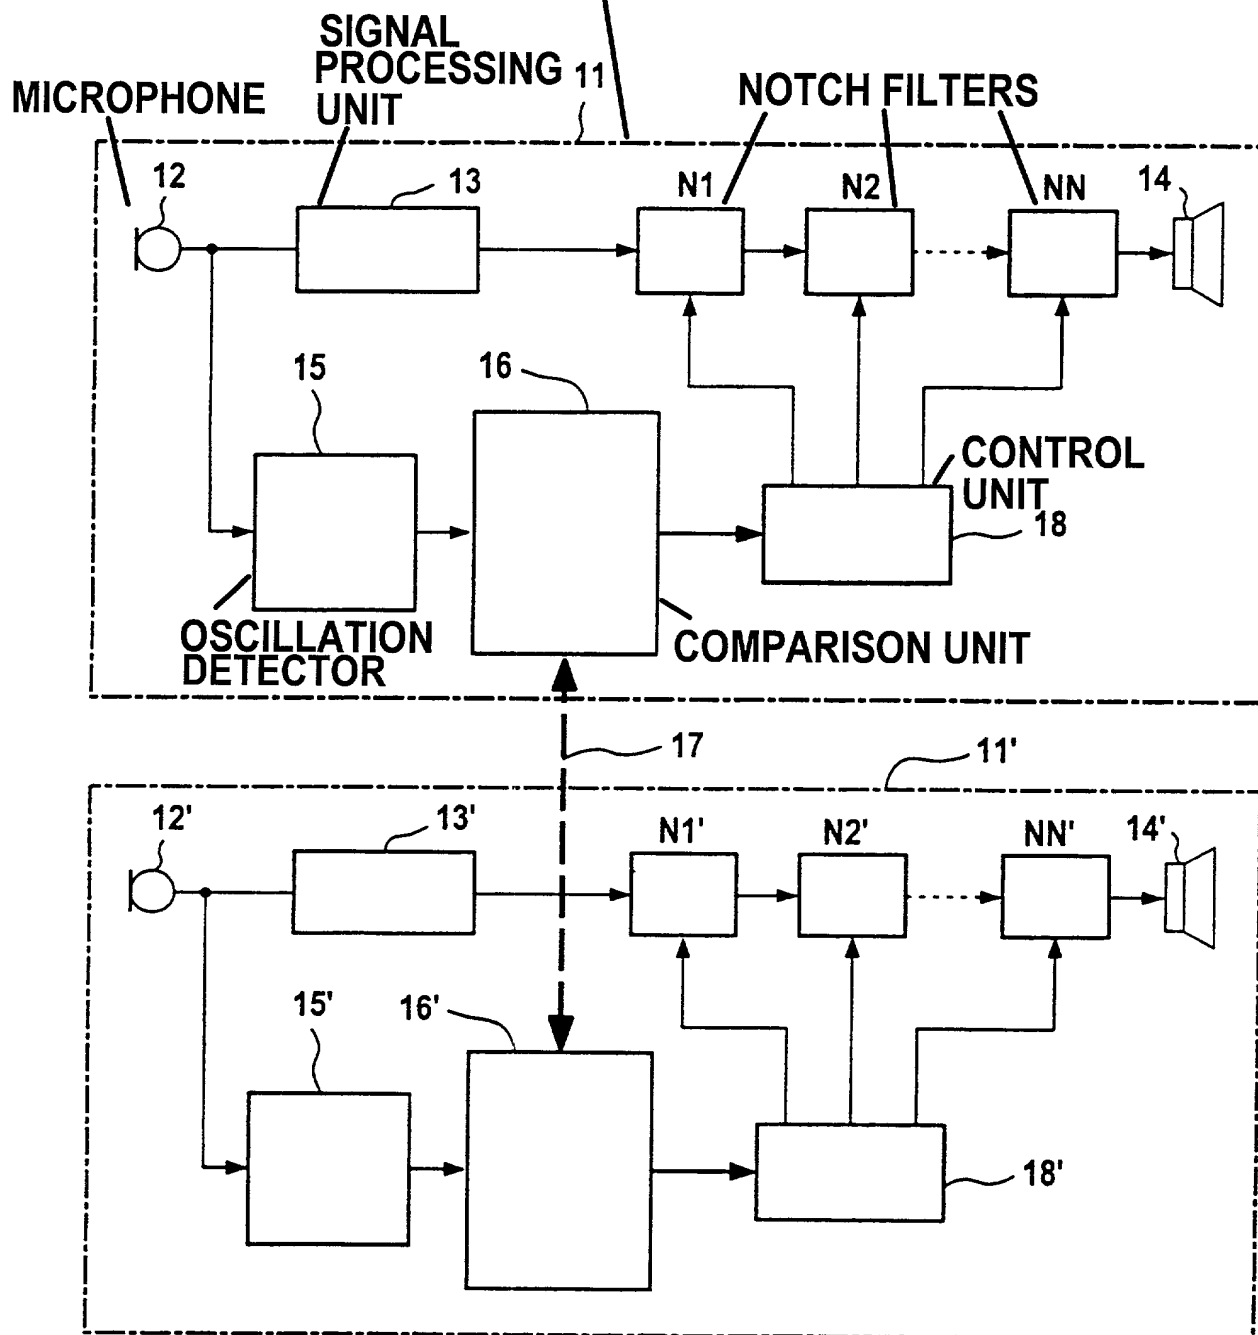 SIGNAL
PROCESSING
UNIT
MICROPHONE
11
NOTCH FILTERS
12
13
N1
N2
NN
14
15
16
CONTROL
UNIT
18
OSCILLATION
DETECTOR
COMPARISON UNIT
17
11'
12'
13'
N1'
N2'
NN'
14'
15'
16'
18'